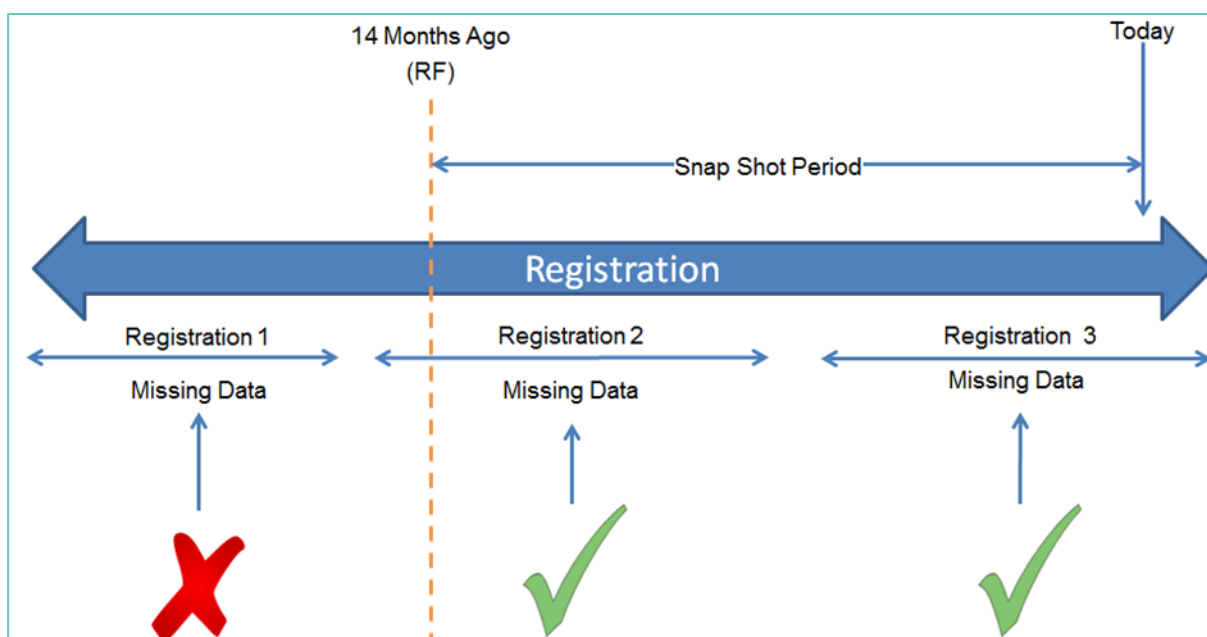 14 Months Ago
(RF)
Today
Snap Shot Period
Registration
Registration 1
Missing Data
Registration 2
Missing Data
Registration 3
Missing Data